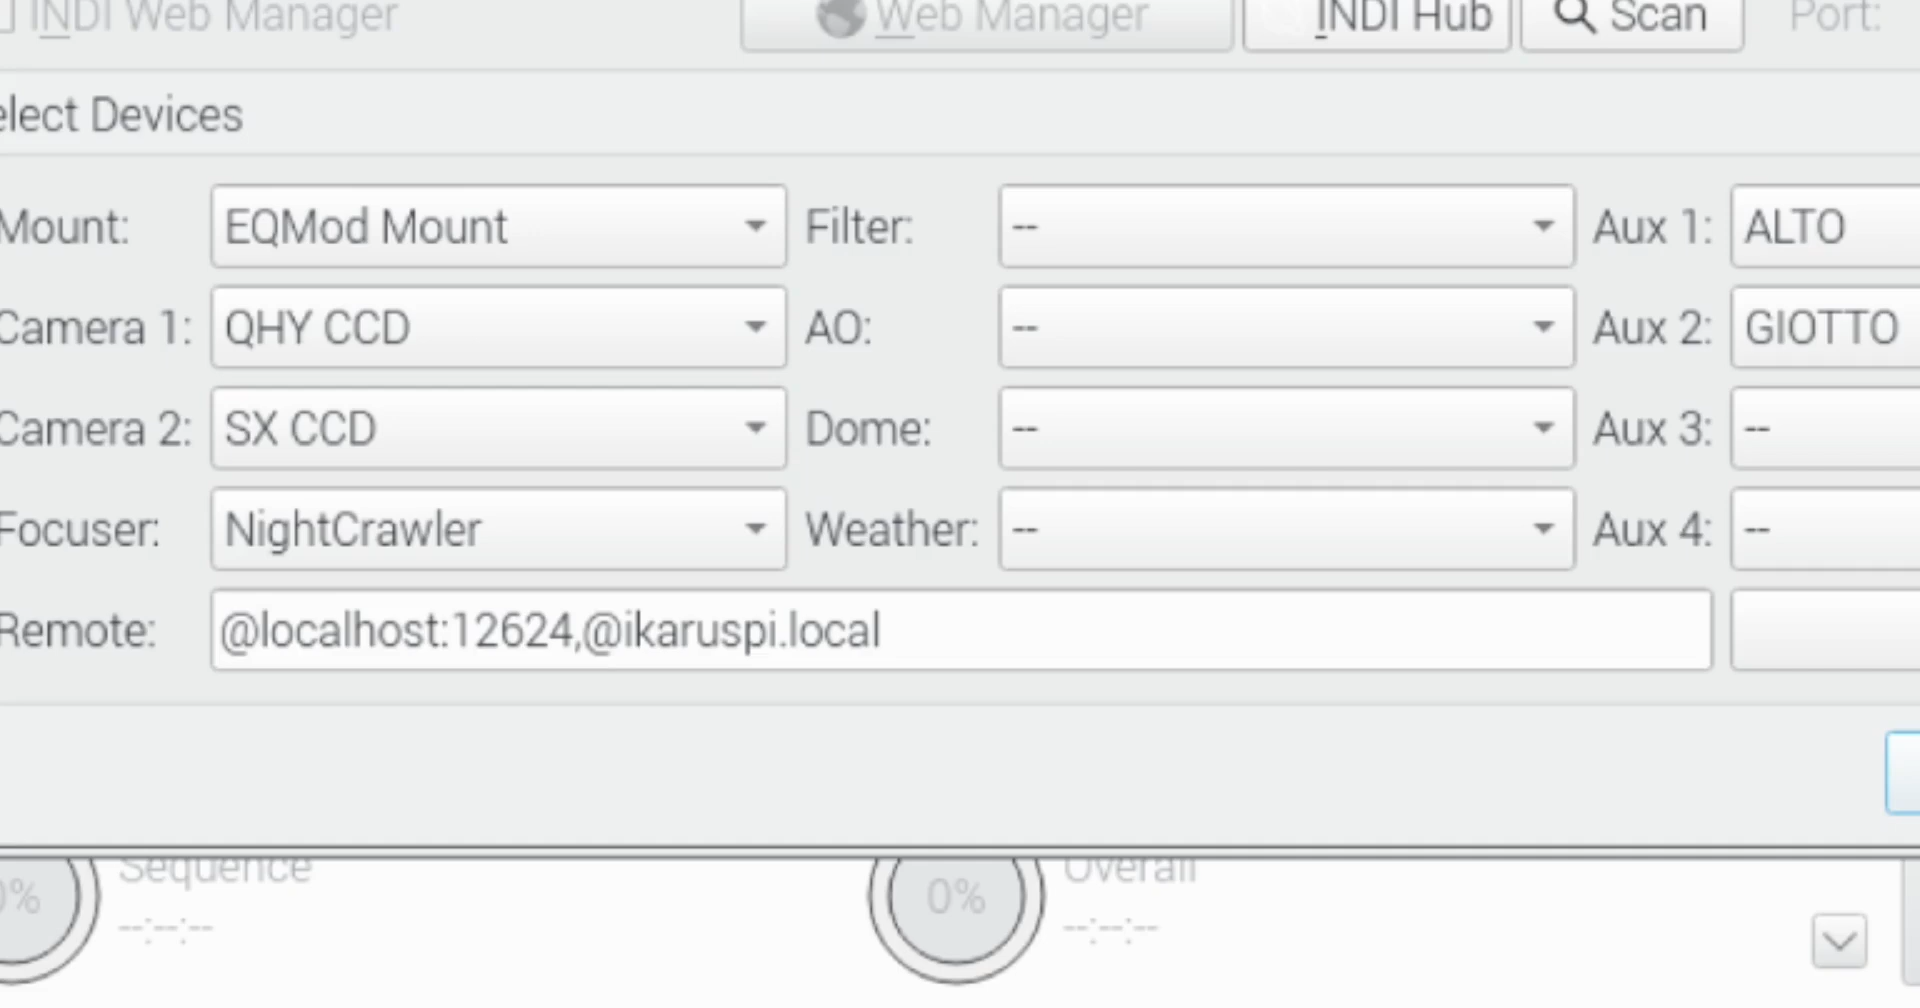 INDI Web Manager Web Manager INDI Hub Scan Port:
elect Devices
Mount: EQMod Mount Filter: -- Aux 1: ALTO
Camera 1: QHY CCD AO: -- Aux 2: GIOTTO
Camera 2: SX CCD Dome: -- Aux 3: --
Focuser: NightCrawler Weather: -- Aux 4: --
Remote: @localhost:12624,@ikaruspi.local
Sequence Overall
0% --:--:-- 0% --:--:--